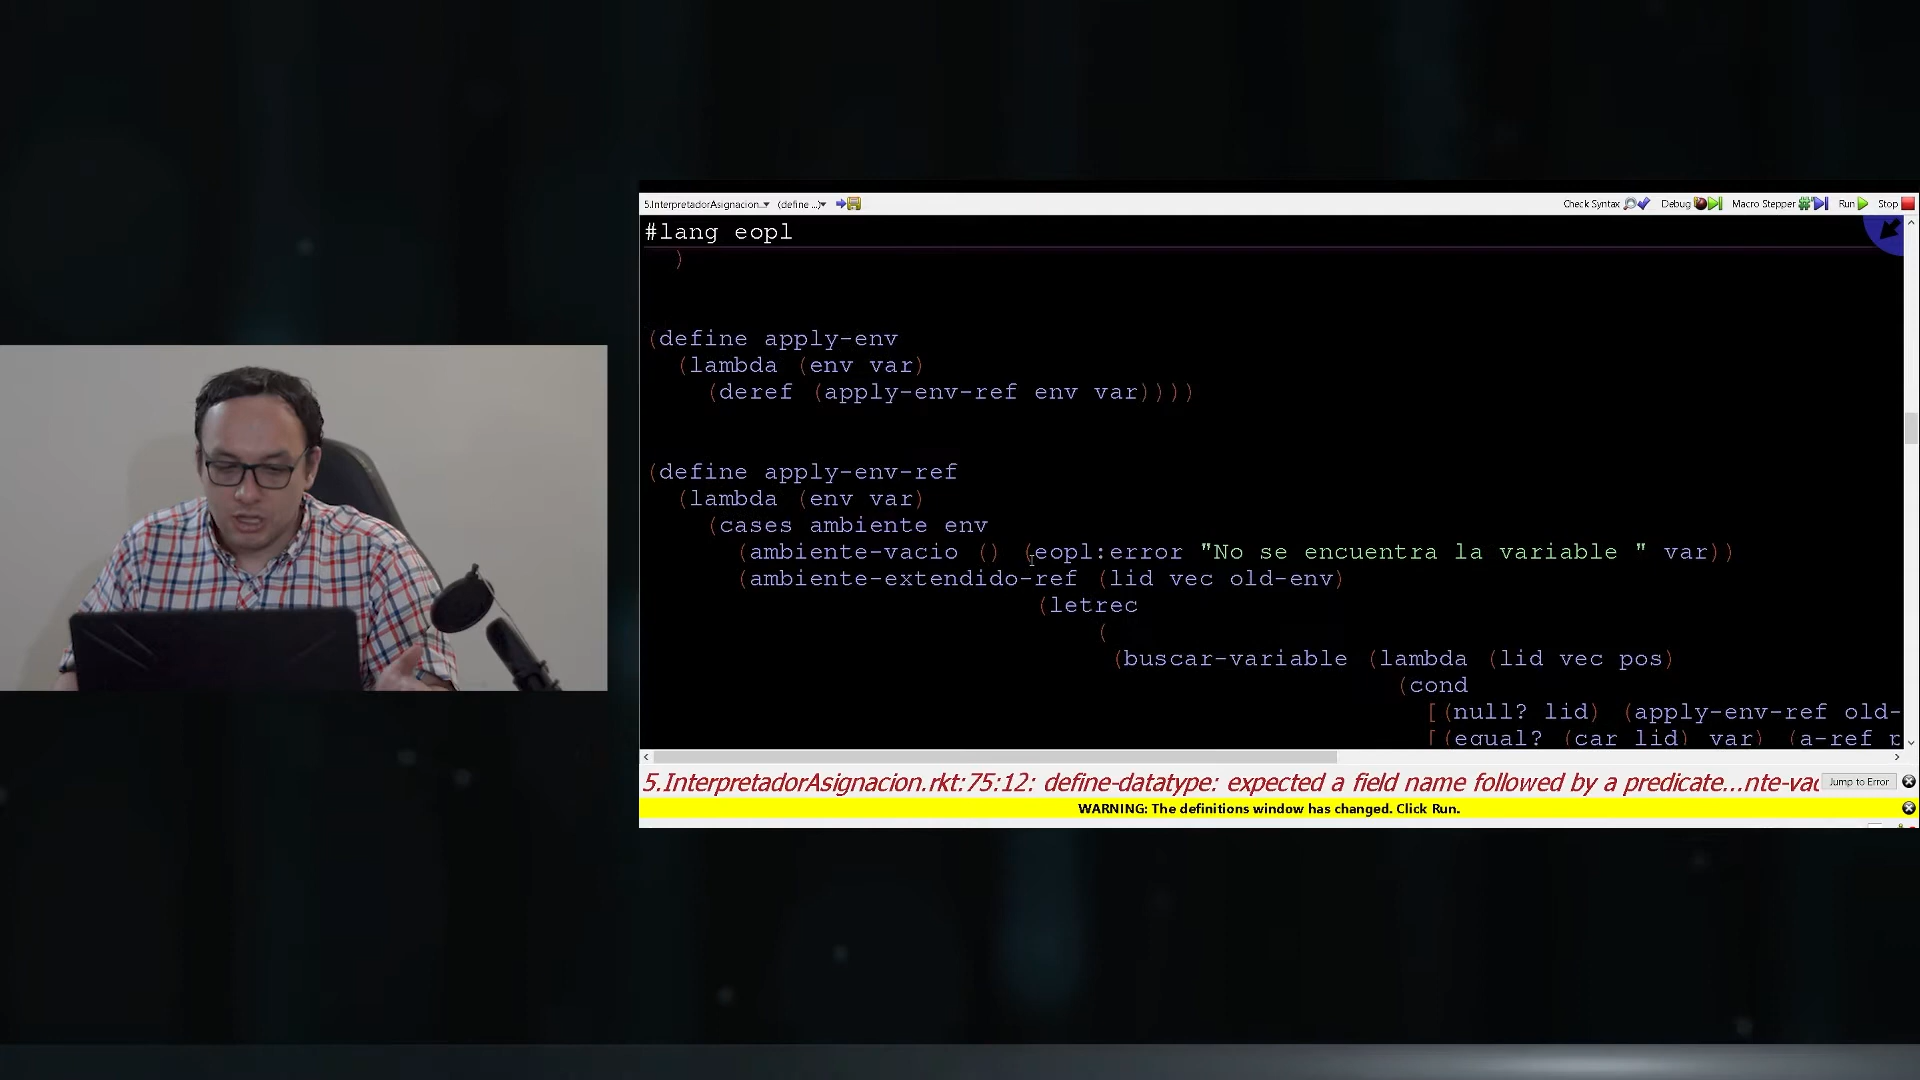 5.InterpretadorAsignacion... (define ...) Check Syntax Debug Macro Stepper Run Stop
#lang eopl
)
(define apply-env
(lambda (env var)
(deref (apply-env-ref env var))))
(define apply-env-ref
(lambda (env var)
(cases ambiente env
(ambiente-vacio () (eopl:error "No se encuentra la variable " var))
(ambiente-extendido-ref (lid vec old-env)
(letrec
(
(buscar-variable (lambda (lid vec pos)
(cond
[(null? lid) (apply-env-ref old-
[(equal? (car lid) var) (a-ref
5.InterpretadorAsignacion.rkt:75:12: define-datatype: expected a field name followed by a predicate...nte-vac Jump to Error
WARNING: The definitions window has changed. Click Run.